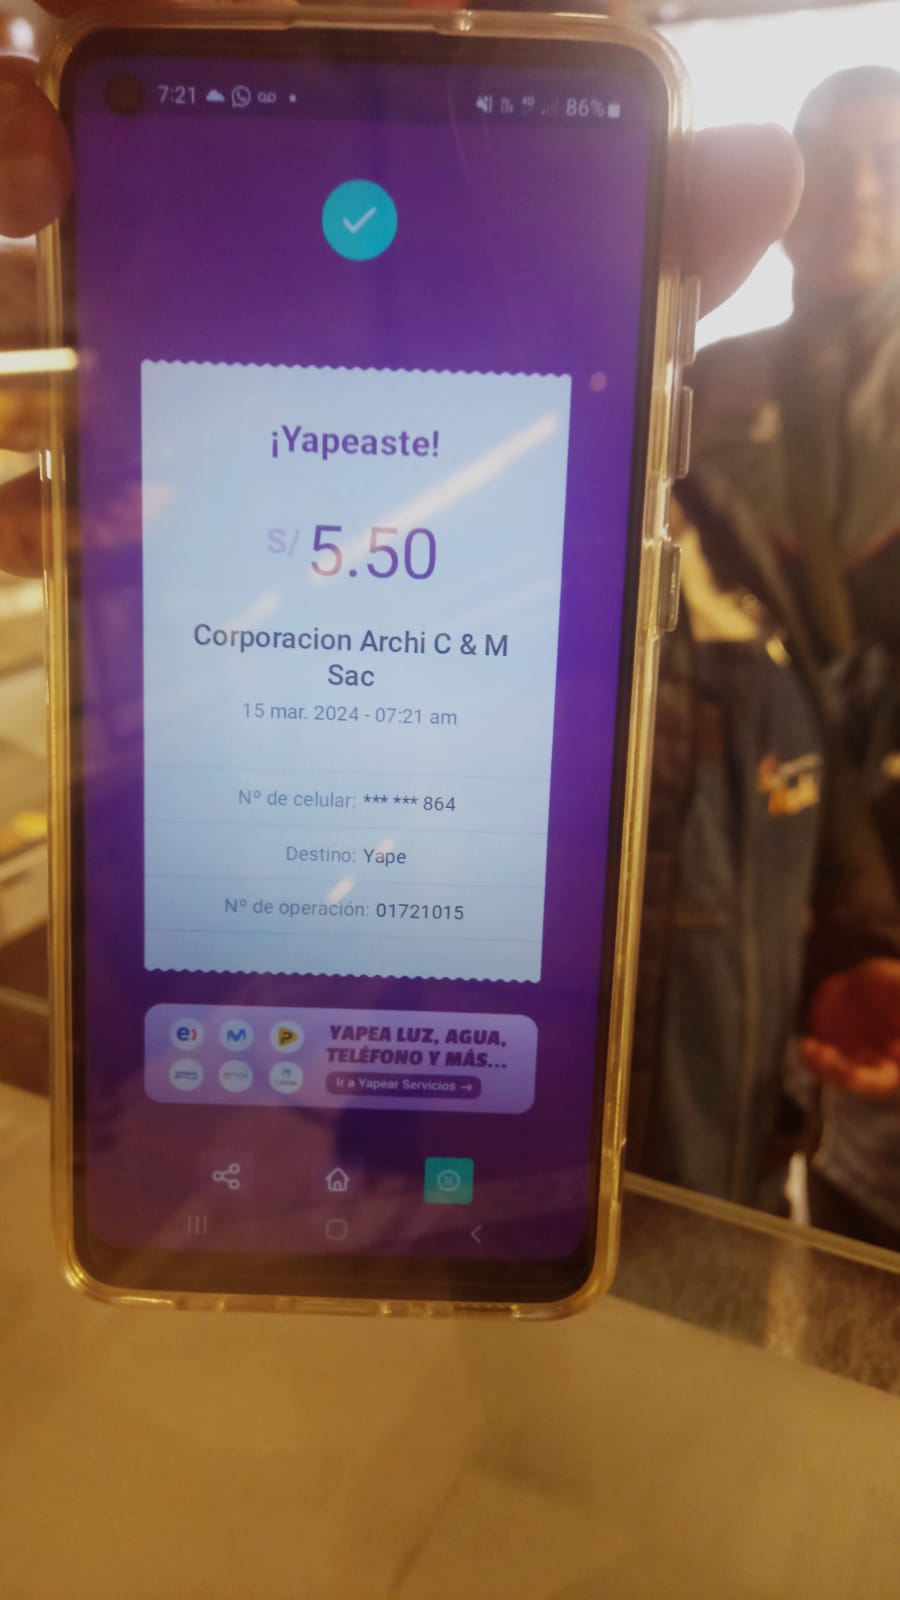 7:21
4G 86%
¡Yapeaste!
S/ 5.50
Corporacion Archi C & M
Sac
15 mar. 2024 - 07:21 am
Nº de celular: *** *** 864
Destino: Yape
Nº de operación: 01721015
YAPEA LUZ, AGUA,
TELÉFONO Y MÁS...
Ir a Yapear Servicios →